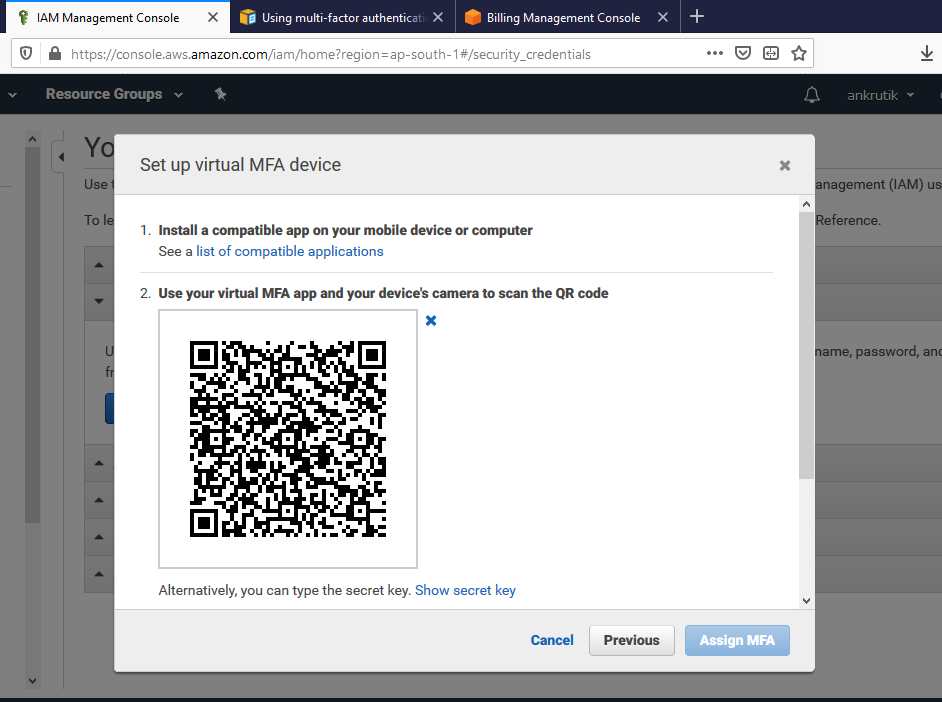 IAM Management Console
Using multi-factor authenticati
Billing Management Console
https://console.aws.amazon.com/iam/home?region=ap-south-1#/security_credentials
Resource Groups
ankrutik
Yo
Set up virtual MFA device
Use
anagement (IAM) us
To le
Reference.
1. Install a compatible app on your mobile device or computer
See a list of compatible applications
2. Use your virtual MFA app and your device's camera to scan the QR code
name, password, and
Alternatively, you can type the secret key. Show secret key
Cancel
Previous
Assign MFA